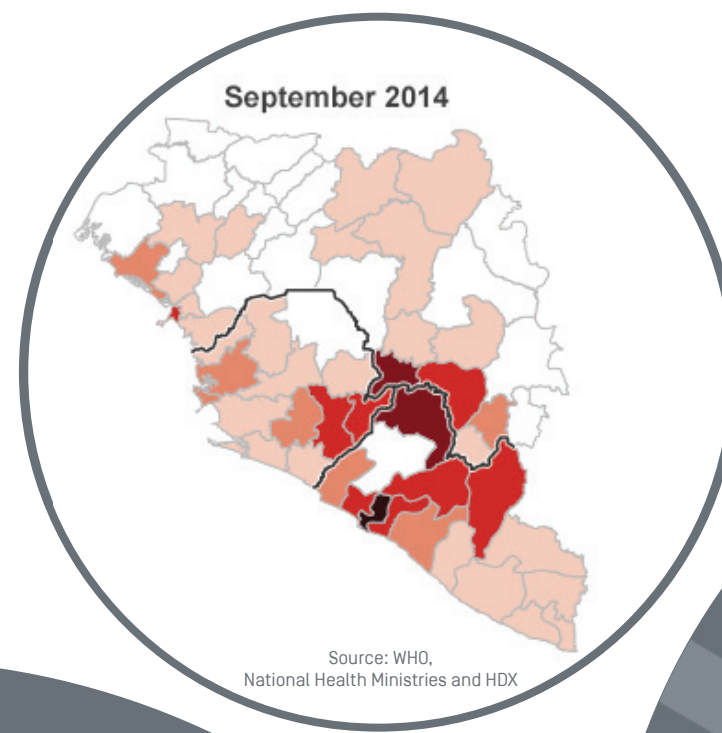 September 2014
Source: WHO,
National Health Ministries and HDX